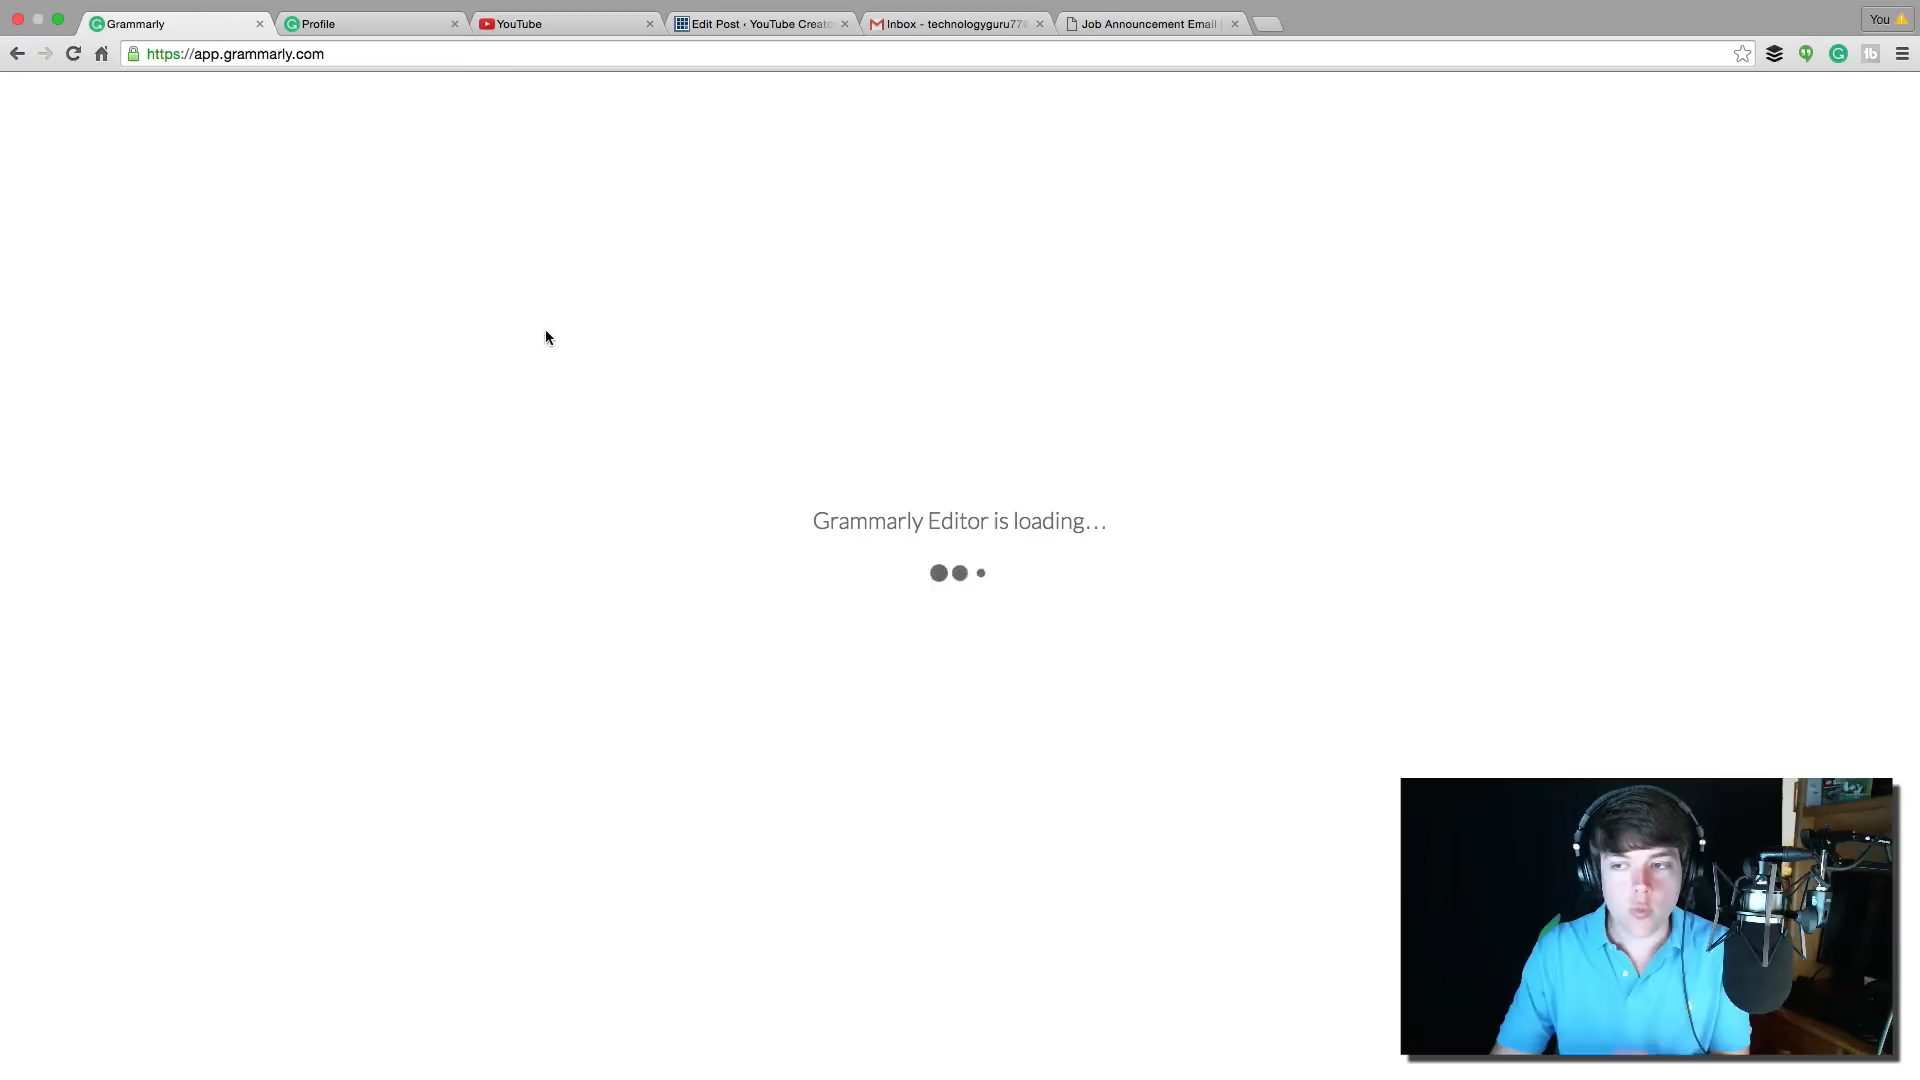 Grammarly
Profile
YouTube
Edit Post ‹ YouTube Creato
Inbox - technologyguru77
Job Announcement Email |
You
https://app.grammarly.com
Grammarly Editor is loading...